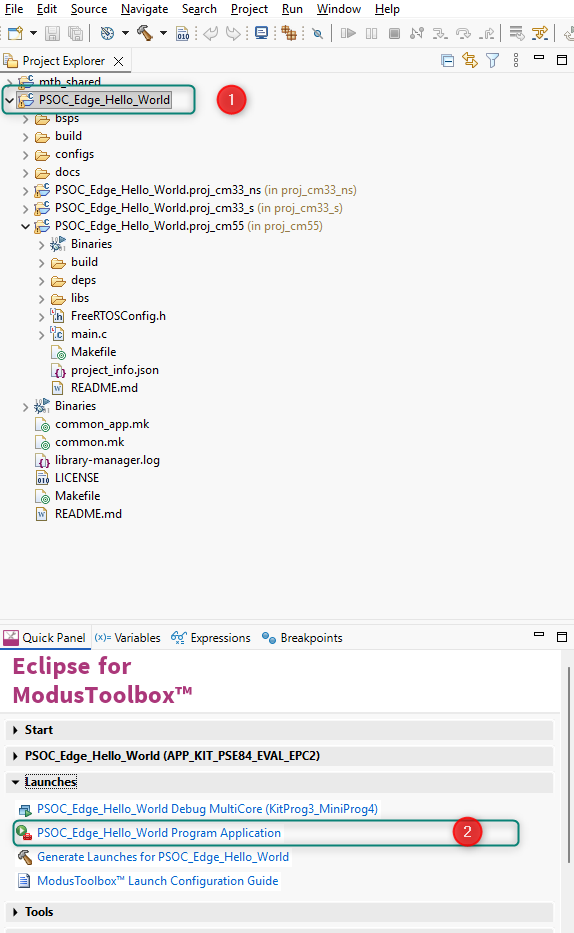 File Edit Source Navigate Search Project Run Window Help
Project Explorer
mtb_shared
PSOC_Edge_Hello_World
1
bsps
build
configs
docs
PSOC_Edge_Hello_World.proj_cm33_ns (in proj_cm33_ns)
PSOC_Edge_Hello_World.proj_cm33_s (in proj_cm33_s)
PSOC_Edge_Hello_World.proj_cm55 (in proj_cm55)
Binaries
build
deps
libs
FreeRTOSConfig.h
main.c
Makefile
project_info.json
README.md
Binaries
common_app.mk
common.mk
library-manager.log
LICENSE
Makefile
README.md
Quick Panel (x)= Variables Expressions Breakpoints
Eclipse for
ModusToolbox™
Start
PSOC_Edge_Hello_World (APP_KIT_PSE84_EVAL_EPC2)
Launches
PSOC_Edge_Hello_World Debug MultiCore (KitProg3_MiniProg4)
PSOC_Edge_Hello_World Program Application
2
Generate Launches for PSOC_Edge_Hello_World
ModusToolbox™ Launch Configuration Guide
Tools